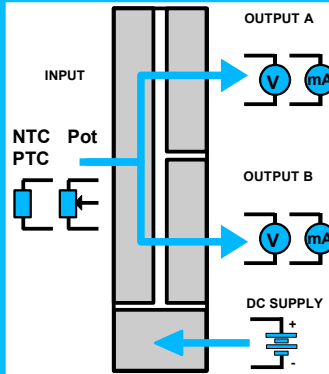 OUTPUT A
INPUT
V
mA
NTC Pot
PTC
OUTPUT B
V
mA
DC SUPPLY
+
-